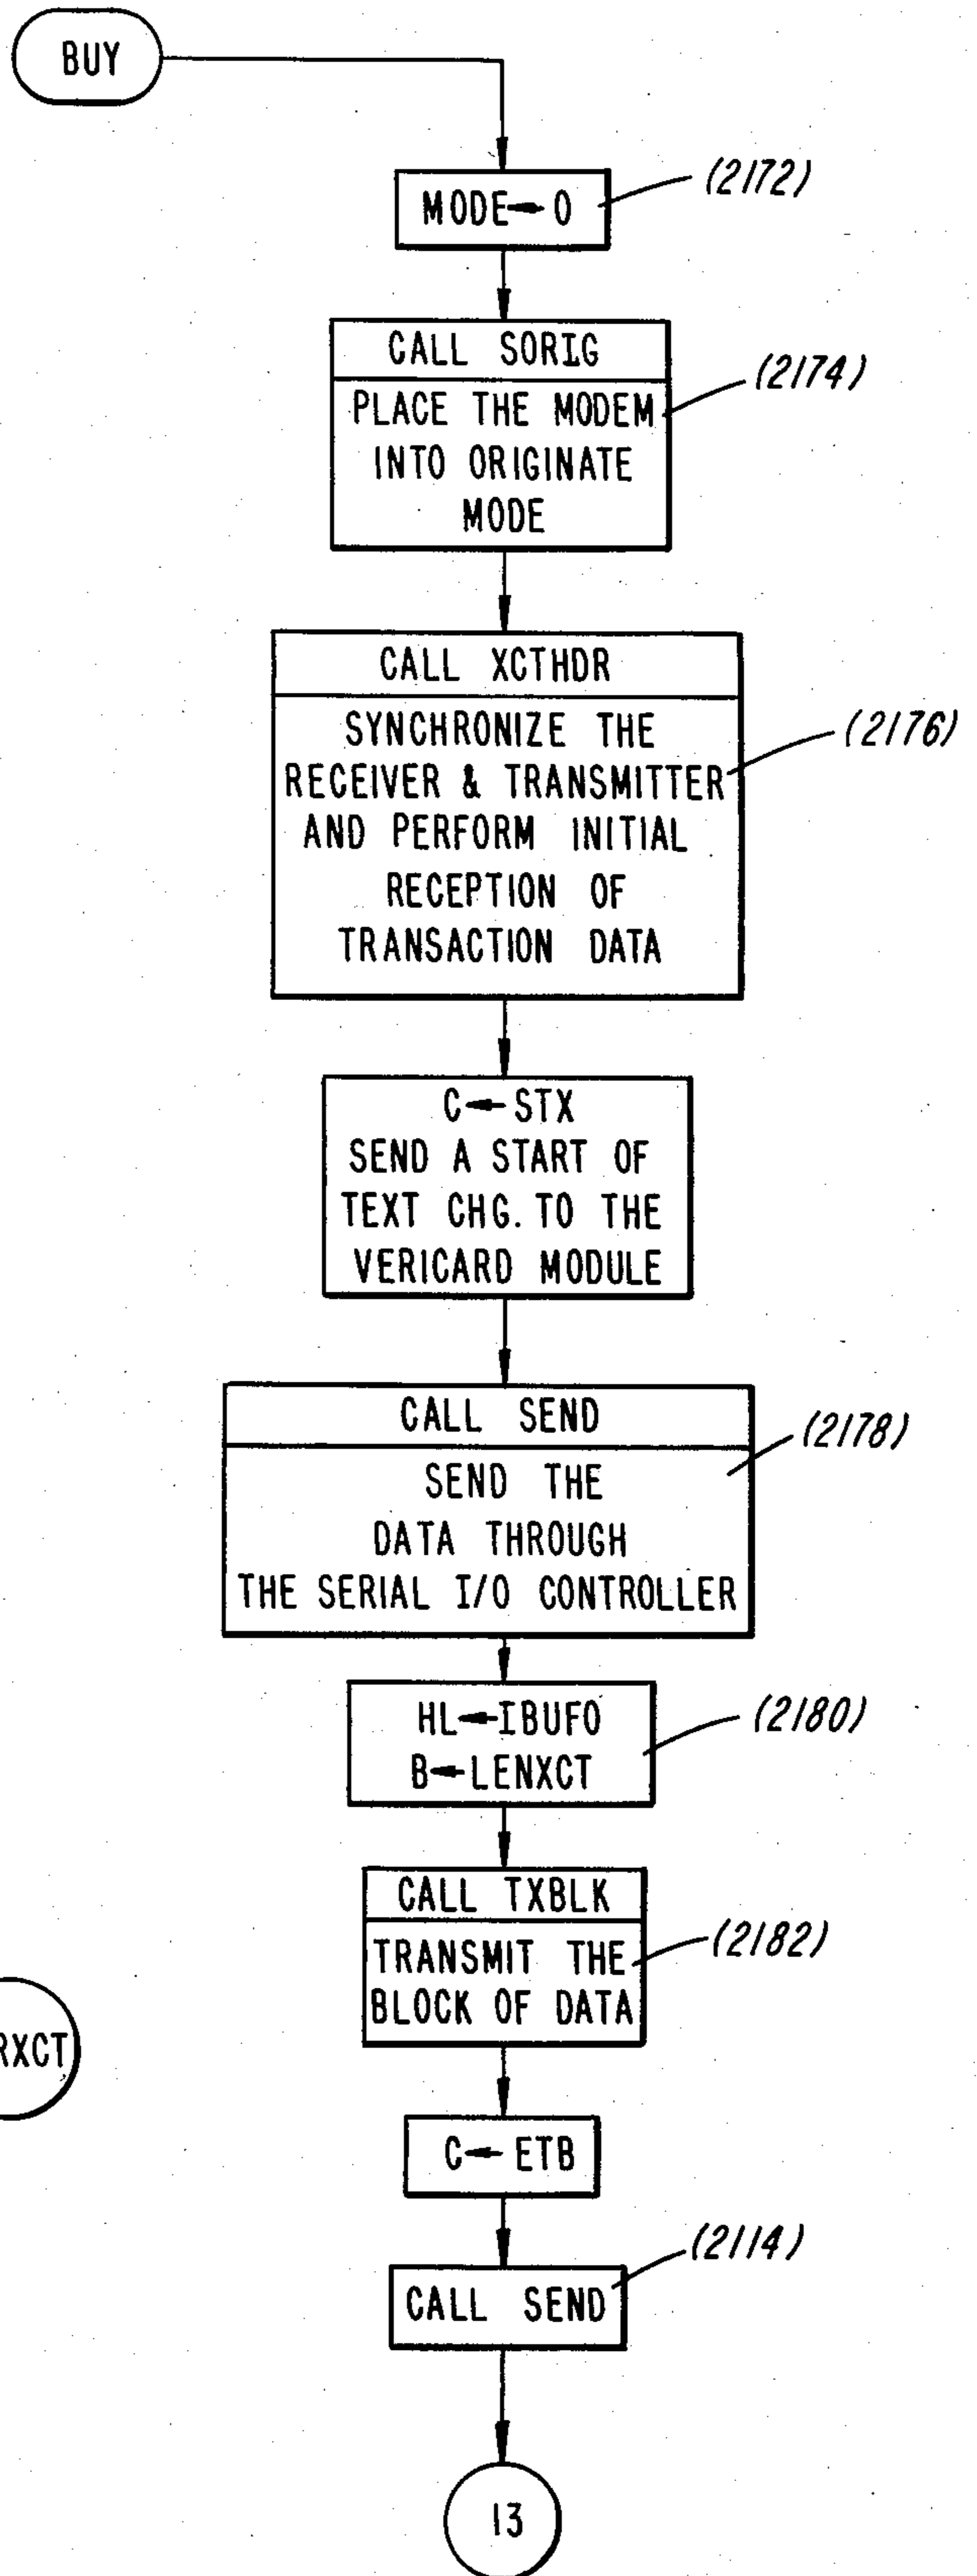 BUY
MODE←0
(2172)
CALL SORIG
PLACE THE MODEM
INTO ORIGINATE
MODE
(2174)
CALL XCTHDR
SYNCHRONIZE THE
RECEIVER & TRANSMITTER
AND PERFORM INITIAL
RECEPTION OF
TRANSACTION DATA
(2176)
C←STX
SEND A START OF
TEXT CHG. TO THE
VERICARD MODULE
CALL SEND
SEND THE
DATA THROUGH
THE SERIAL I/O CONTROLLER
(2178)
HL←IBUFO
B←LENXCT
(2180)
CALL TXBLK
TRANSMIT THE
BLOCK OF DATA
(2182)
RXCT
C←ETB
CALL SEND
(2114)
13